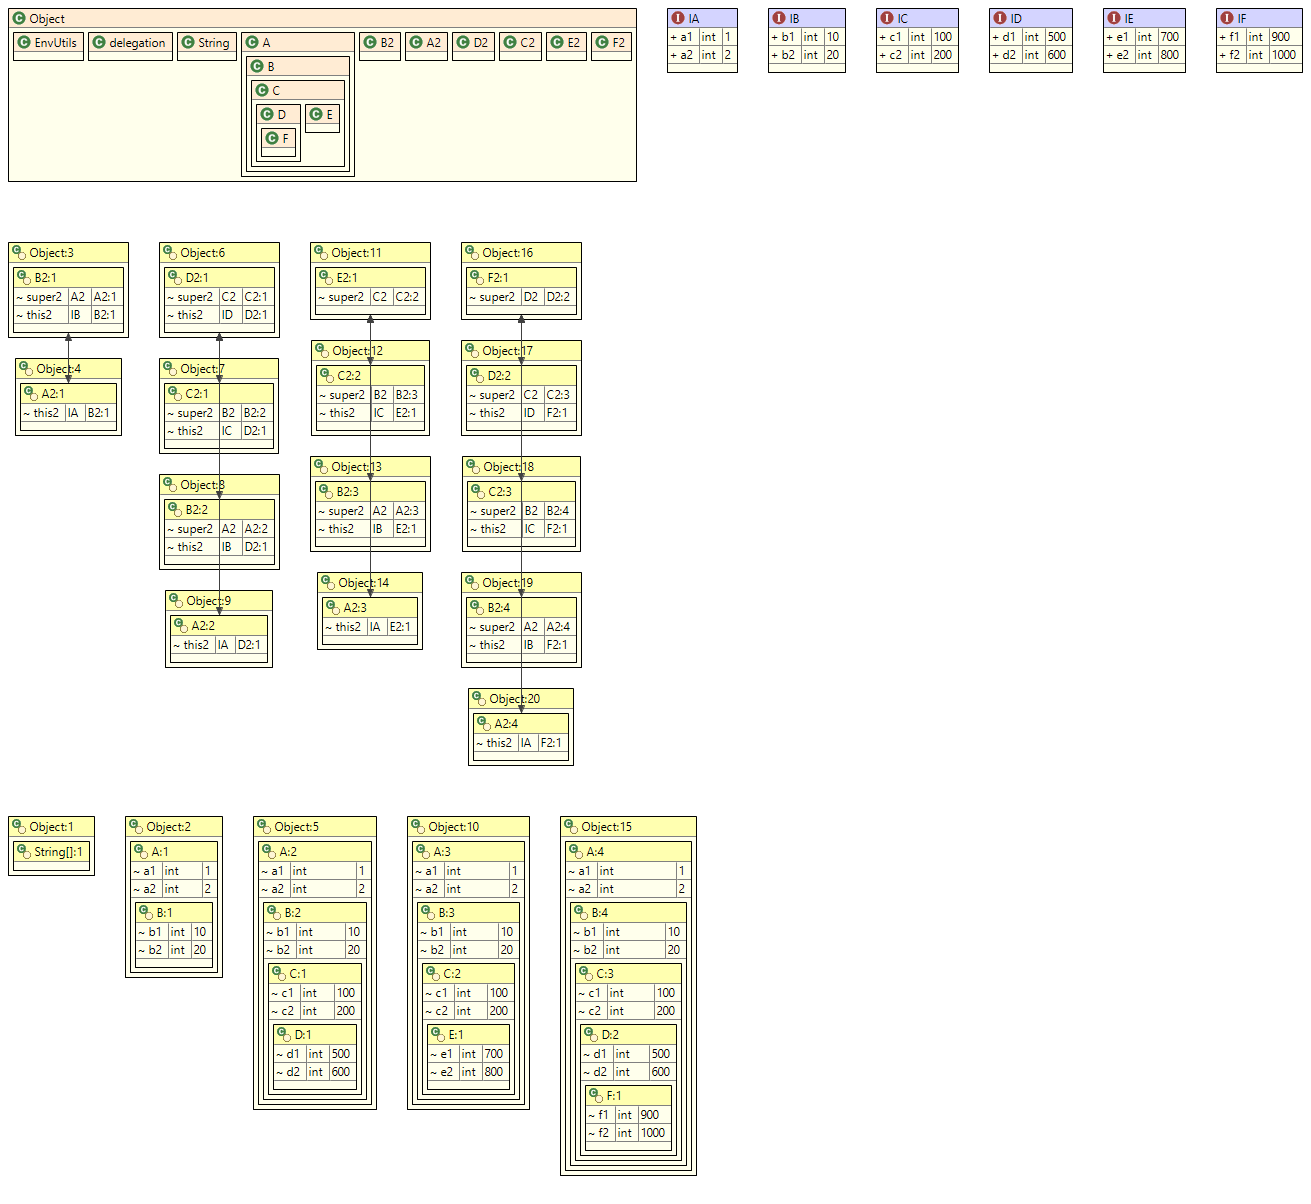 Object
EnvUtils delegation String A B2 A2 D2 C2 E2 F2
B
C
D E
F
IA
+ a1 int 1
+ a2 int 2
IB
+ b1 int 10
+ b2 int 20
IC
+ c1 int 100
+ c2 int 200
ID
+ d1 int 500
+ d2 int 600
IE
+ e1 int 700
+ e2 int 800
IF
+ f1 int 900
+ f2 int 1000
Object:3
B2:1
~ super2 A2 A2:1
~ this2 IB B2:1
Object:4
A2:1
~ this2 IA B2:1
Object:6
D2:1
~ super2 C2 C2:1
~ this2 ID D2:1
Object:7
C2:1
~ super2 B2 B2:2
~ this2 IC D2:1
Object:8
B2:2
~ super2 A2 A2:2
~ this2 IB D2:1
Object:9
A2:2
~ this2 IA D2:1
Object:11
E2:1
~ super2 C2 C2:2
Object:12
C2:2
~ super2 B2 B2:3
~ this2 IC E2:1
Object:13
B2:3
~ super2 A2 A2:3
~ this2 IB E2:1
Object:14
A2:3
~ this2 IA E2:1
Object:16
F2:1
~ super2 D2 D2:2
Object:17
D2:2
~ super2 C2 C2:3
~ this2 ID F2:1
Object:18
C2:3
~ super2 B2 B2:4
~ this2 IC F2:1
Object:19
B2:4
~ super2 A2 A2:4
~ this2 IB F2:1
Object:20
A2:4
~ this2 IA F2:1
Object:1
String[]:1
Object:2
A:1
~ a1 int 1
~ a2 int 2
B:1
~ b1 int 10
~ b2 int 20
Object:5
A:2
~ a1 int 1
~ a2 int 2
B:2
~ b1 int 10
~ b2 int 20
C:1
~ c1 int 100
~ c2 int 200
D:1
~ d1 int 500
~ d2 int 600
Object:10
A:3
~ a1 int 1
~ a2 int 2
B:3
~ b1 int 10
~ b2 int 20
C:2
~ c1 int 100
~ c2 int 200
E:1
~ e1 int 700
~ e2 int 800
Object:15
A:4
~ a1 int 1
~ a2 int 2
B:4
~ b1 int 10
~ b2 int 20
C:3
~ c1 int 100
~ c2 int 200
D:2
~ d1 int 500
~ d2 int 600
F:1
~ f1 int 900
~ f2 int 1000